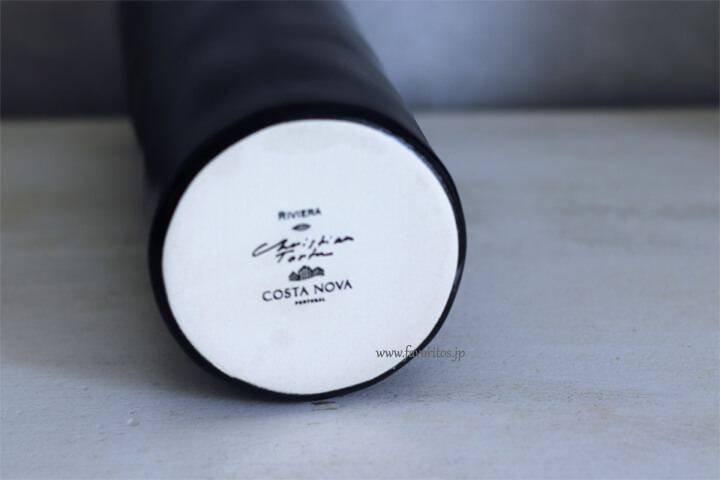 RIVIERA
Christian
Tortu
COSTA NOVA
PORTUGAL
www.favoritos.jp